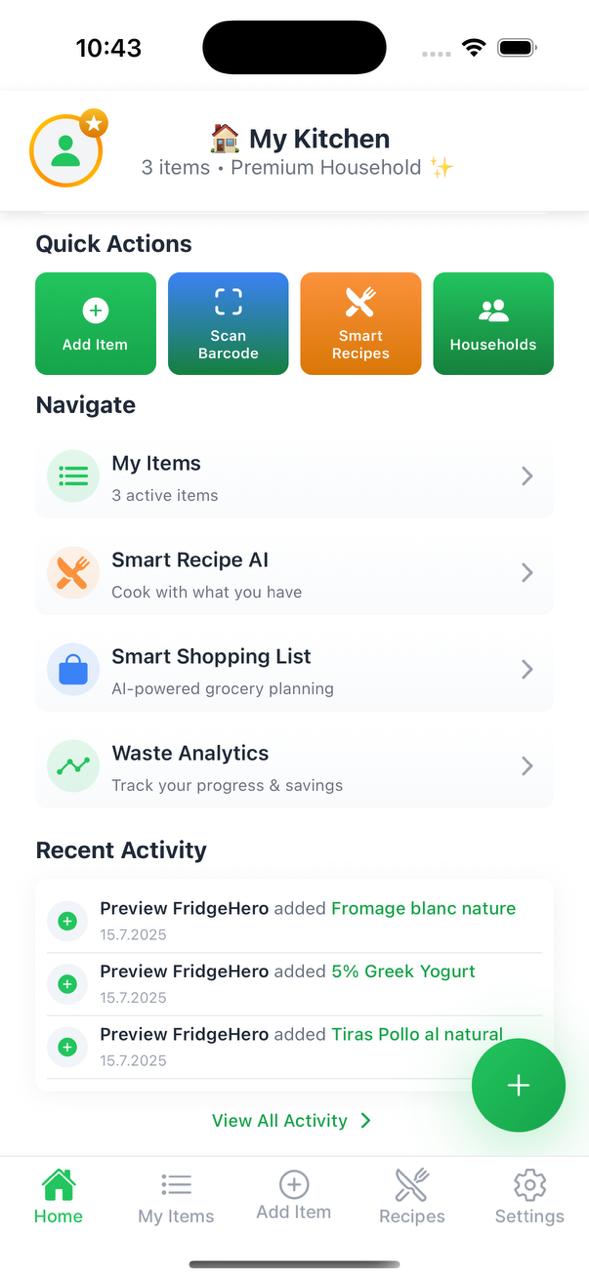 10:43
🏠 My Kitchen
3 items • Premium Household ✨
Quick Actions
Add Item
Scan
Barcode
Smart
Recipes
Households
Navigate
My Items
3 active items
Smart Recipe AI
Cook with what you have
Smart Shopping List
AI-powered grocery planning
Waste Analytics
Track your progress & savings
Recent Activity
Preview FridgeHero added Fromage blanc nature
15.7.2025
Preview FridgeHero added 5% Greek Yogurt
15.7.2025
Preview FridgeHero added Tiras Pollo al natural
15.7.2025
View All Activity
Home
My Items
Add Item
Recipes
Settings